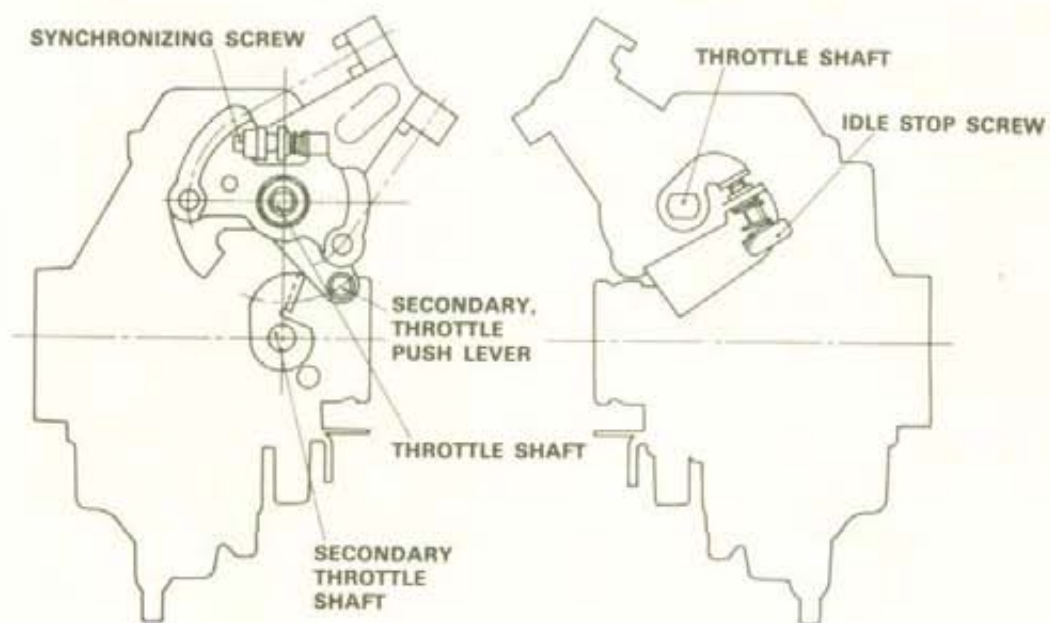 SYNCHRONIZING SCREW
THROTTLE SHAFT
IDLE STOP SCREW
SECONDARY,
THROTTLE
PUSH LEVER
THROTTLE SHAFT
SECONDARY
THROTTLE
SHAFT